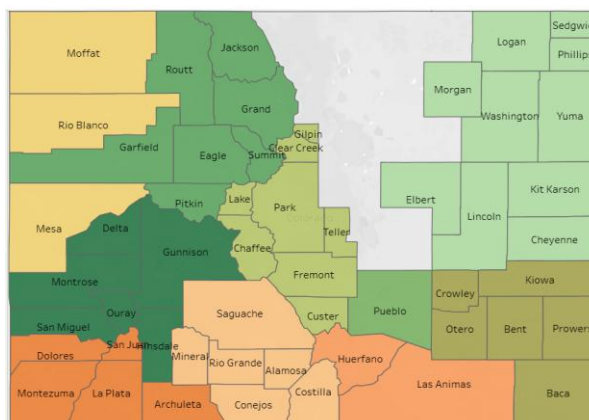 Moffat
Routt
Jackson
Logan
Sedgwic
Phillips
Morgan
Rio Blanco
Grand
Washington
Yuma
Garfield
Eagle
Summit
Gilpin
Clear Creek
Elbert
Kit Karson
Lincoln
Pitkin
Lake
Park
Mesa
Delta
Gunnison
Chaffee
Teller
Cheyenne
Montrose
Fremont
Kiowa
Crowley
Ouray
San Miguel
Saguache
Custer
Pueblo
Otero
Bent
Prowers
Dolores
San Juan
Hinsdale
Mineral
Rio Grande
Alamosa
Huerfano
Montezuma
La Plata
Archuleta
Conejos
Costilla
Las Animas
Baca